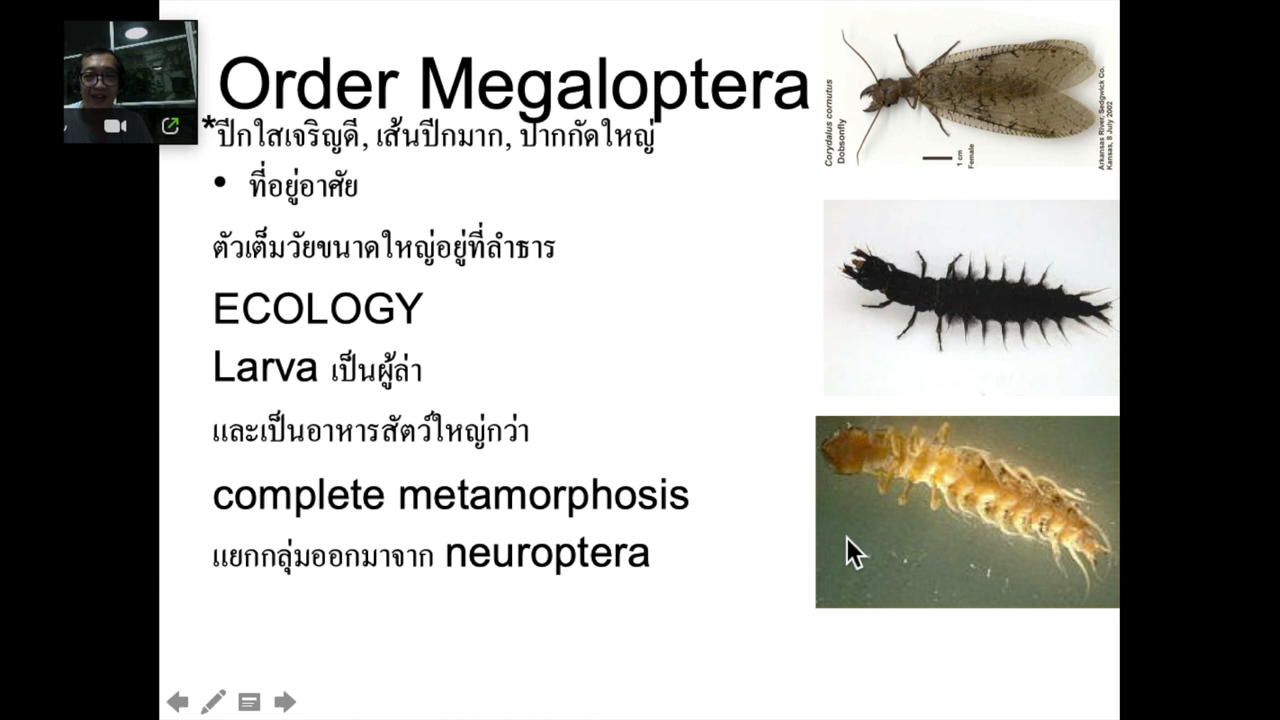 Order Megaloptera
*ปีกใสเจริญดี, เส้นปีกมาก, ปากกัดใหญ่
• ที่อยู่อาศัย
ตัวเต็มวัยขนาดใหญ่อยู่ที่ลำธาร
ECOLOGY
Larva เป็นผู้ล่า
และเป็นอาหารสัตว์ใหญ่กว่า
complete metamorphosis
แยกกลุ่มออกมาจาก neuroptera
Corydalus cornutus
Dobsonfly
1 cm
Female
Arkansas River, Sedgwick Co.
Kansas, 8 July 2002